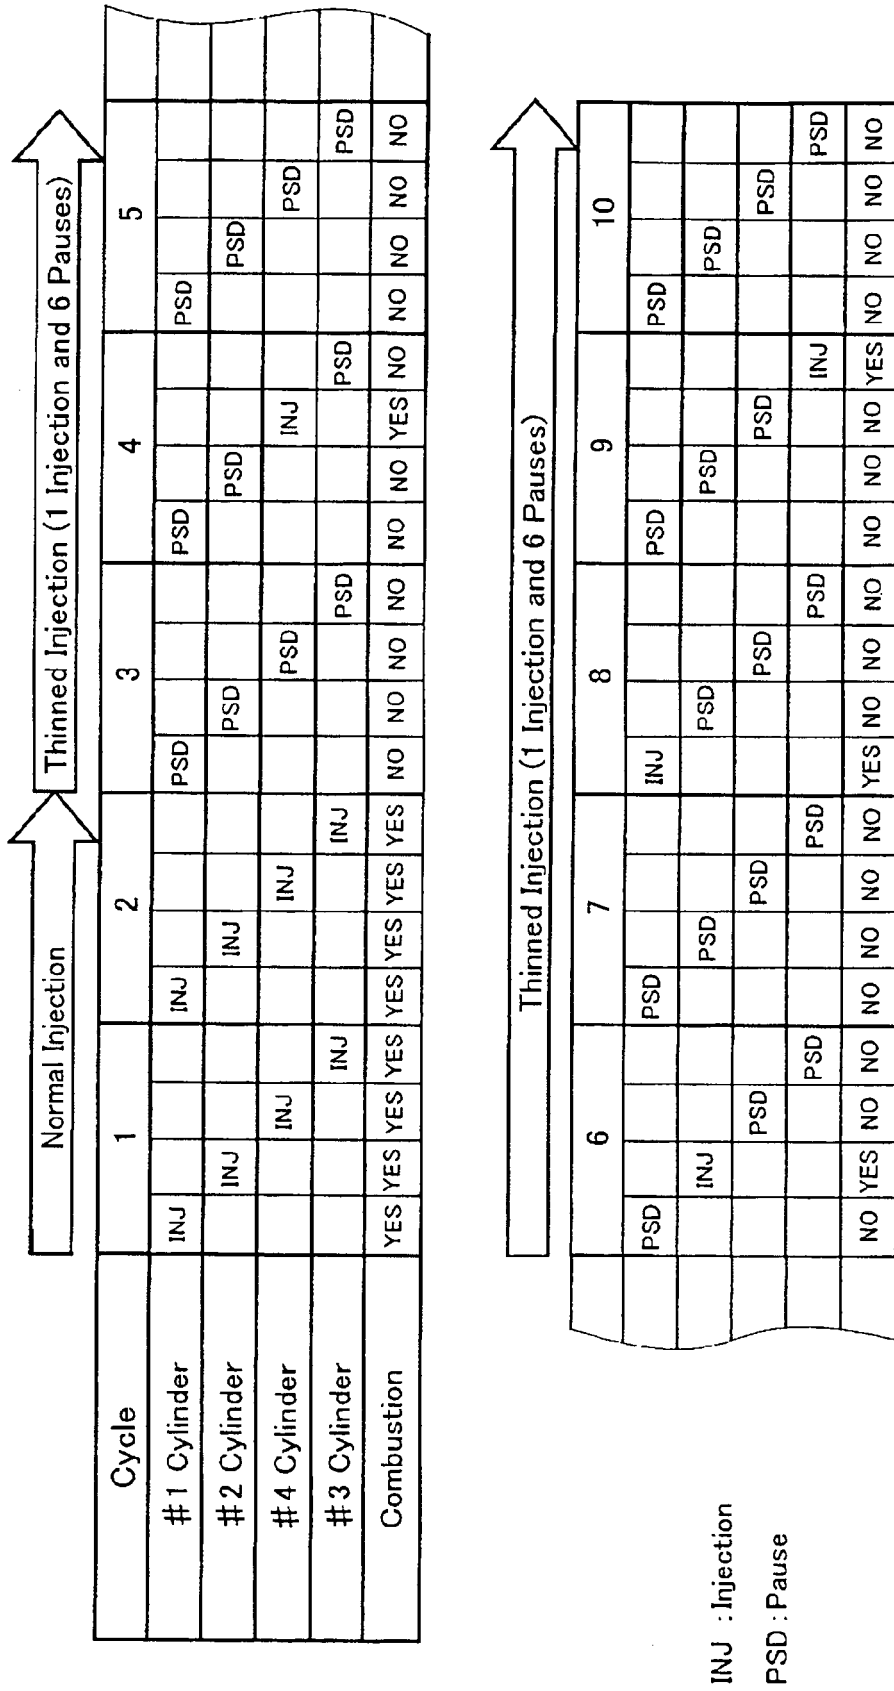 Normal Injection Thinned Injection (1 Injection and 6 Pauses)
Cycle 1 2 3 4 5
#1 Cylinder INJ INJ PSD PSD PSD
#2 Cylinder INJ INJ PSD PSD PSD
#4 Cylinder INJ INJ PSD INJ PSD
#3 Cylinder INJ INJ PSD PSD PSD
Combustion YES YES YES YES YES YES YES YES NO NO NO NO NO NO YES NO NO NO NO NO
Thinned Injection (1 Injection and 6 Pauses)
6 7 8 9 10
PSD PSD INJ PSD PSD
INJ PSD PSD PSD PSD
PSD PSD PSD PSD PSD
PSD PSD PSD INJ PSD
NO YES NO NO NO NO NO NO YES NO NO NO NO NO NO YES NO NO NO NO
INJ : Injection
PSD : Pause